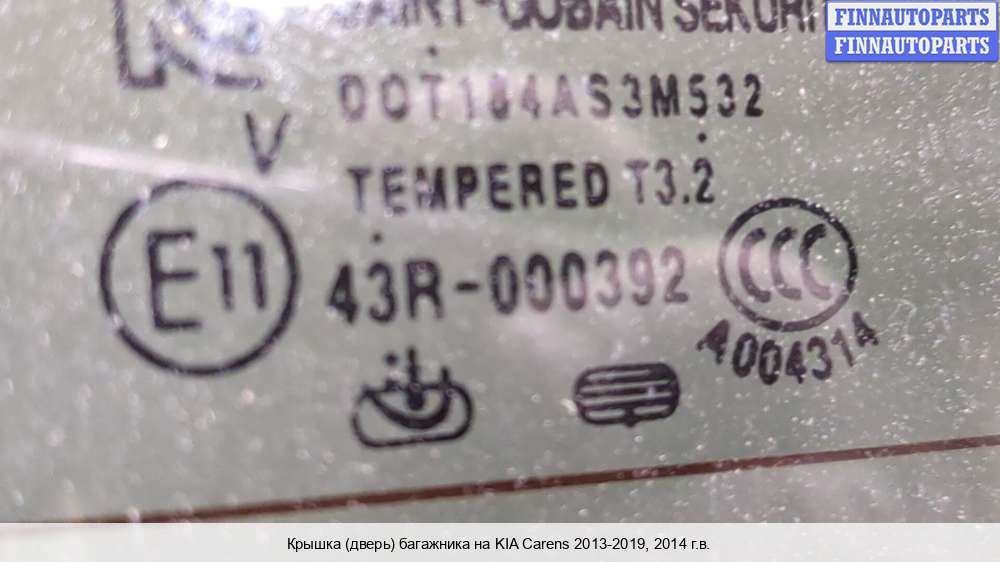 SAINT-GOBAIN SEKURI
FINNAUTOPARTS
FINNAUTOPARTS
DOT184AS3M532
V
TEMPERED T3.2
E11
43R-000392
CCC
A004314
Крышка (дверь) багажника на KIA Carens 2013-2019, 2014 г.в.